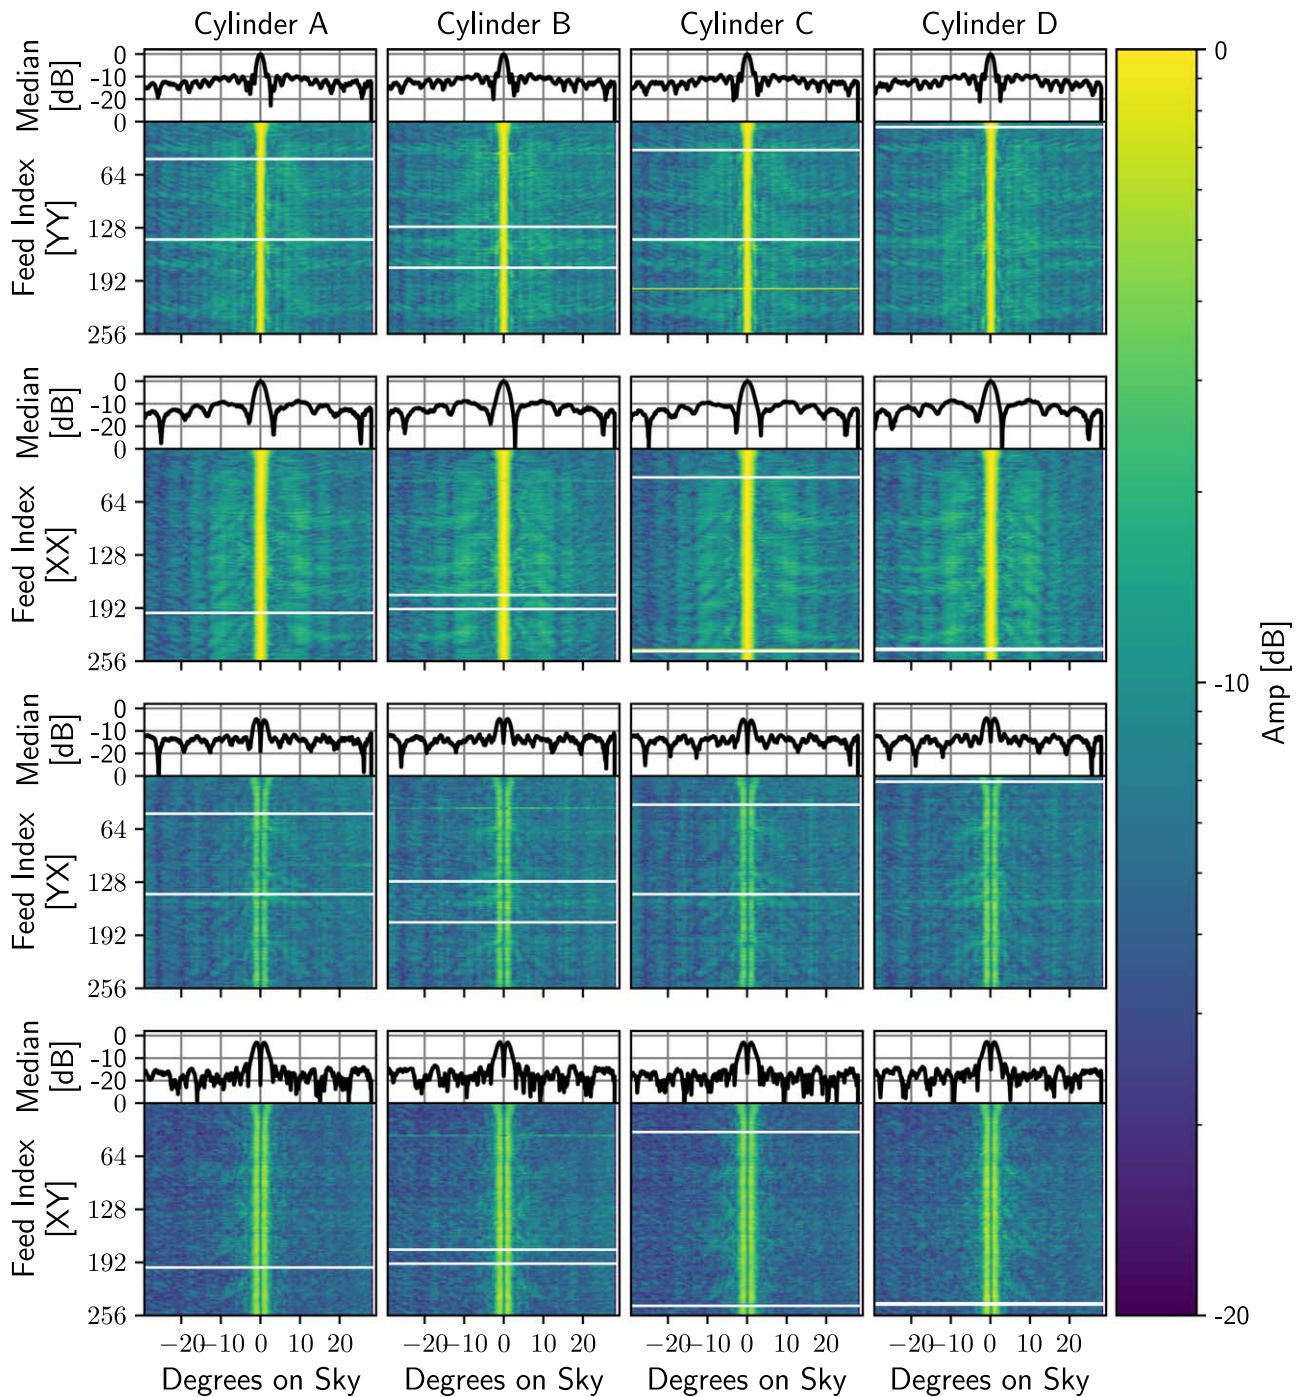 Cylinder A Cylinder B Cylinder C Cylinder D
Median
[dB]
0
-10
-20
Feed Index
[YY]
0
64
128
192
256
Median
[dB]
0
-10
-20
Feed Index
[XX]
0
64
128
192
256
Median
[dB]
0
-10
-20
Feed Index
[YX]
0
64
128
192
256
Median
[dB]
0
-10
-20
Feed Index
[XY]
0
64
128
192
256
−20 −10 0 10 20 −20 −10 0 10 20 −20 −10 0 10 20 −20 −10 0 10 20
Degrees on Sky Degrees on Sky Degrees on Sky Degrees on Sky
0
-10
-20
Amp [dB]